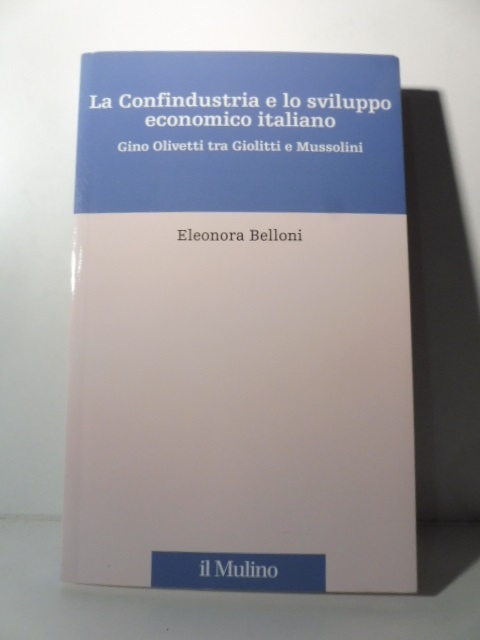 La Confindustria e lo sviluppo
economico italiano
Gino Olivetti tra Giolitti e Mussolini
Eleonora Belloni
il Mulino